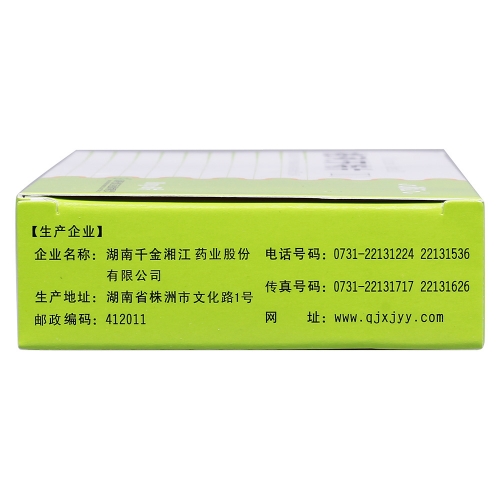 【生产企业】
企业名称：湖南千金湘江药业股份
有限公司
生产地址：湖南省株洲市文化路1号
邮政编码：412011
电话号码：0731-22131224 22131536
传真号码：0731-22131717 22131626
网 址：www.qjxjyy.com